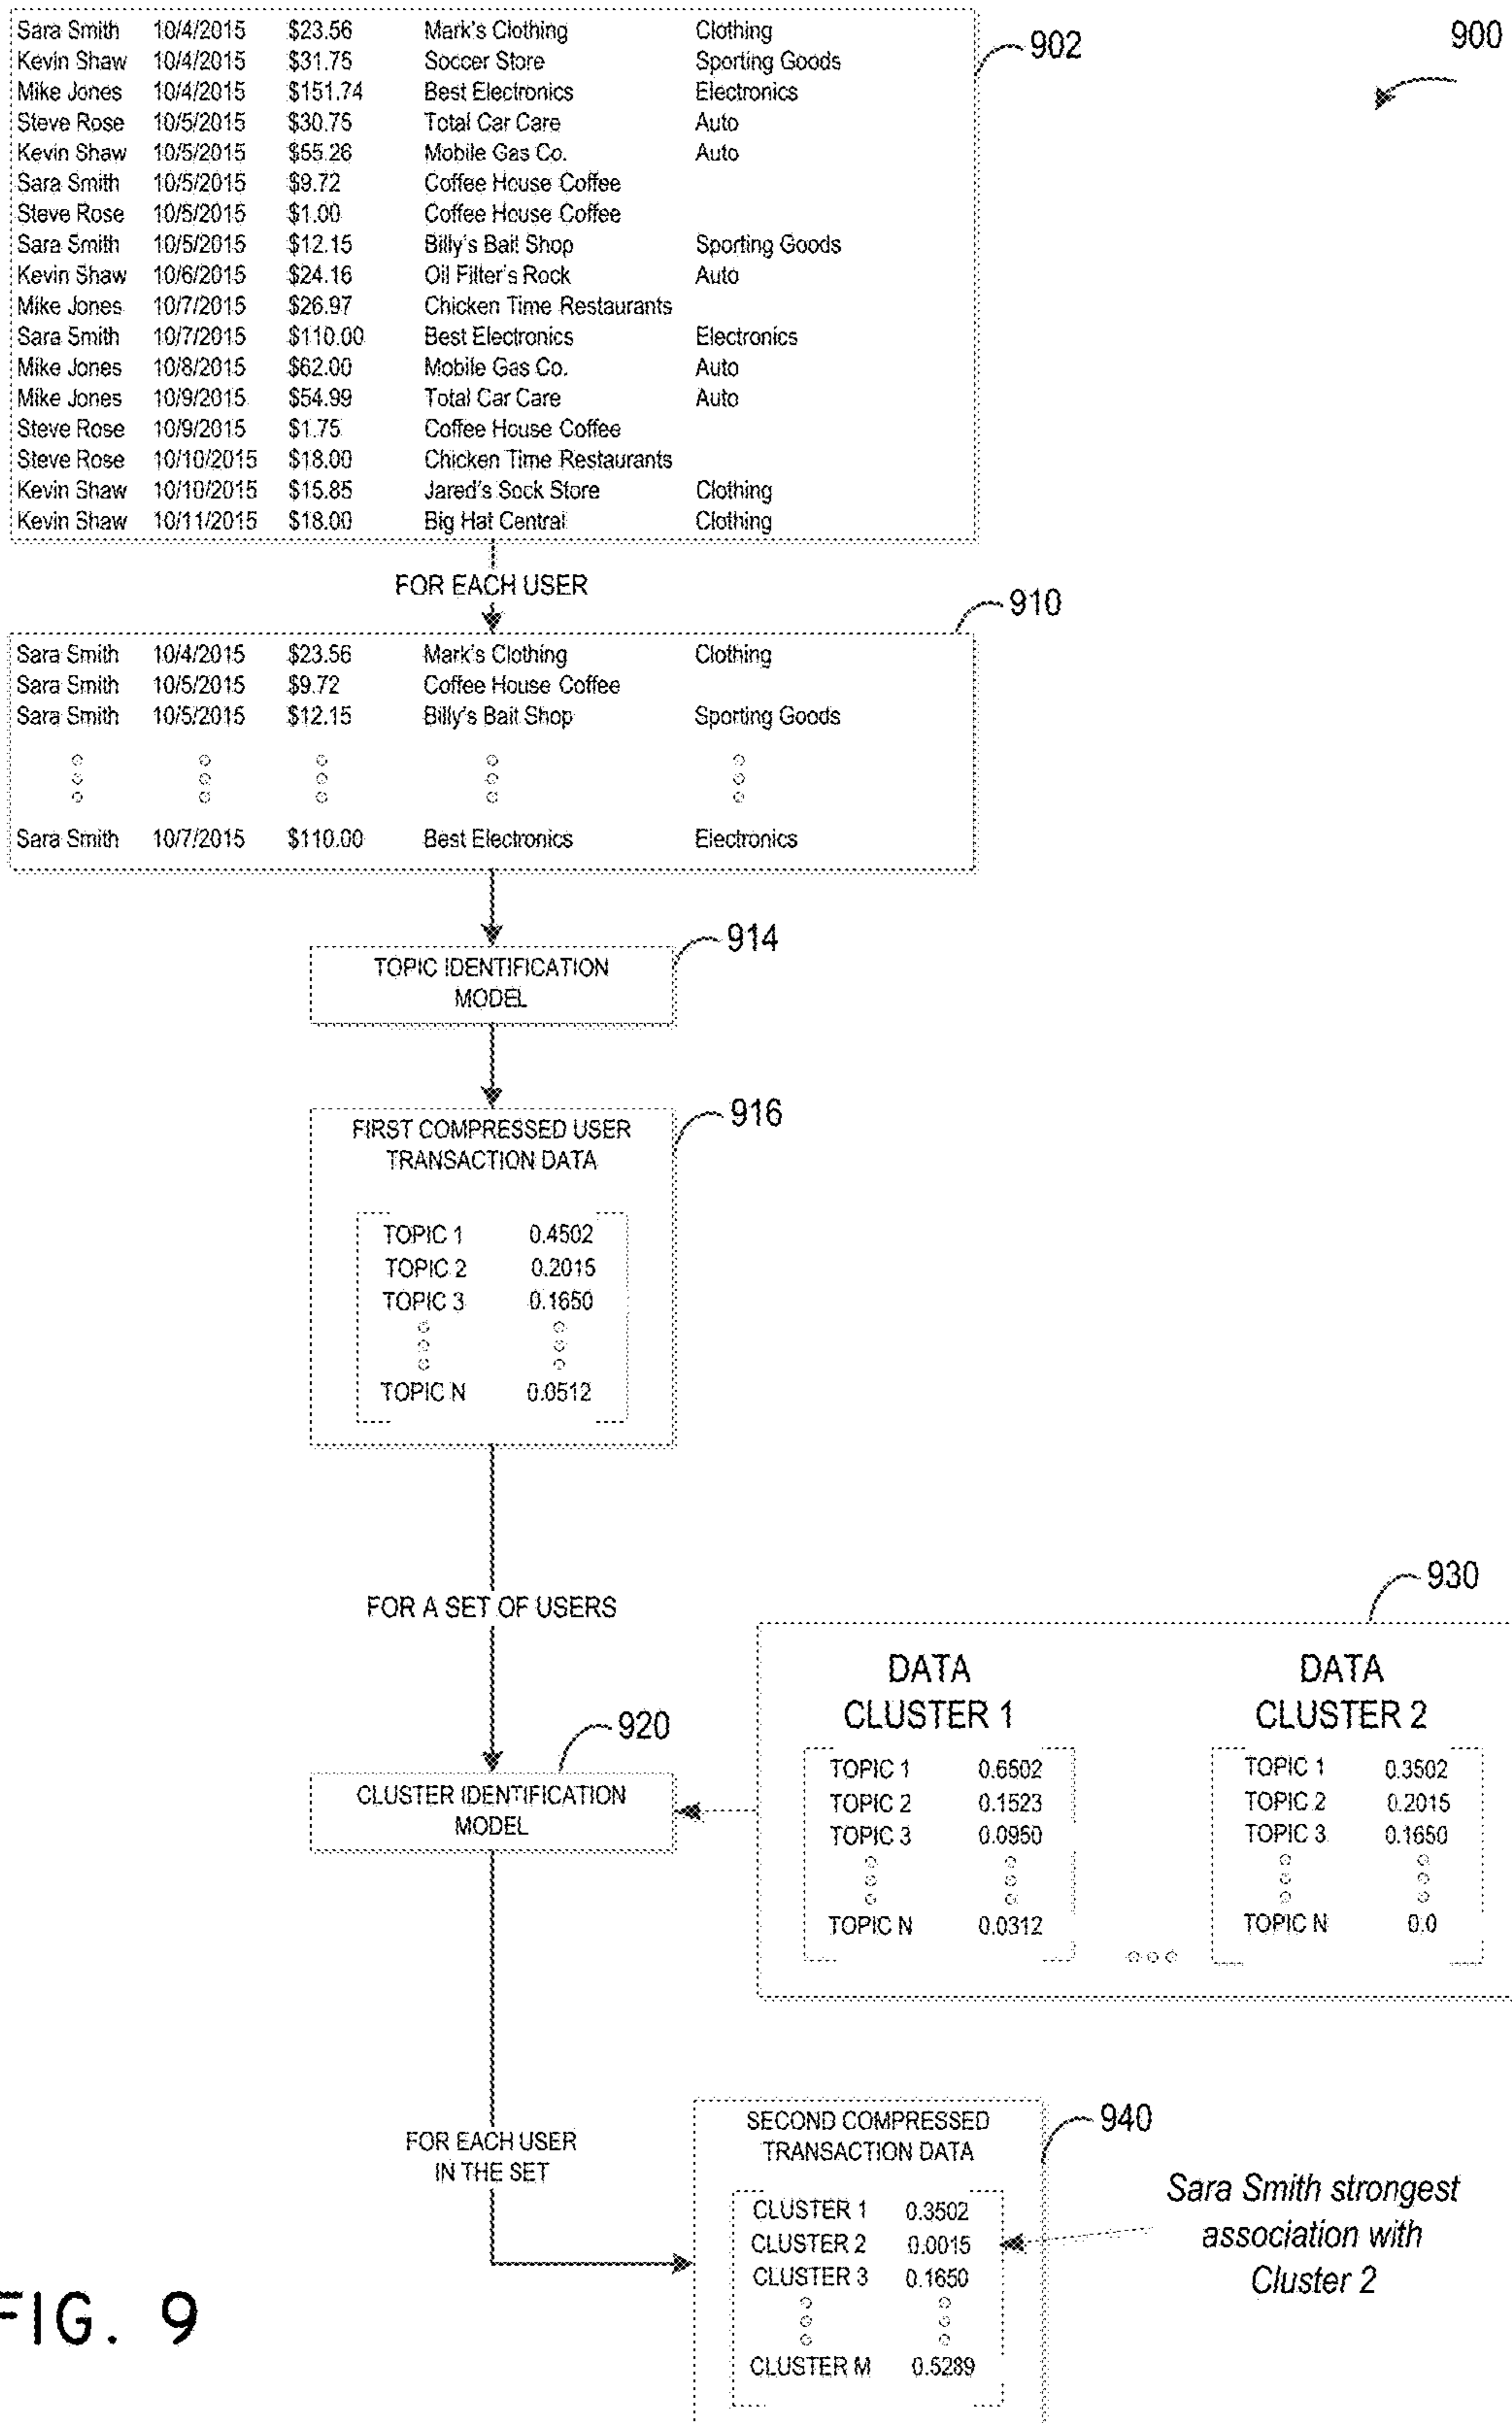 900
Sara Smith 10/4/2015 $23.56 Mark's Clothing Clothing
902
Kevin Shaw 10/4/2015 $31.75 Soccer Store Sporting Goods
Mike Jones 10/4/2015 $151.74 Best Electronics Electronics
Steve Rose 10/5/2015 $30.75 Total Car Care Auto
Kevin Shaw 10/5/2015 $55.26 Mobile Gas Co. Auto
Sara Smith 10/5/2015 $9.72 Coffee House Coffee
Steve Rose 10/5/2015 $1.00 Coffee House Coffee
Sara Smith 10/5/2015 $12.15 Billy's Bait Shop Sporting Goods
Kevin Shaw 10/6/2015 $24.16 Oil Filter's Rock Auto
Mike Jones 10/7/2015 $26.97 Chicken Time Restaurants
Sara Smith 10/7/2015 $110.00 Best Electronics Electronics
Mike Jones 10/8/2015 $62.00 Mobile Gas Co. Auto
Mike Jones 10/9/2015 $54.99 Total Car Care Auto
Steve Rose 10/9/2015 $1.75 Coffee House Coffee
Steve Rose 10/10/2015 $18.00 Chicken Time Restaurants
Kevin Shaw 10/10/2015 $15.85 Jared's Sock Store Clothing
Kevin Shaw 10/11/2015 $18.00 Big Hat Central Clothing
FOR EACH USER
910
Sara Smith 10/4/2015 $23.56 Mark's Clothing Clothing
Sara Smith 10/5/2015 $9.72 Coffee House Coffee
Sara Smith 10/5/2015 $12.15 Billy's Bait Shop Sporting Goods
Sara Smith 10/7/2015 $110.00 Best Electronics Electronics
914
TOPIC IDENTIFICATION
MODEL
916
FIRST COMPRESSED USER
TRANSACTION DATA
TOPIC 1 0.4502
TOPIC 2 0.2015
TOPIC 3 0.1650
TOPIC N 0.0512
FOR A SET OF USERS
930
DATA
CLUSTER 1
TOPIC 1 0.6502
TOPIC 2 0.1523
TOPIC 3 0.0950
TOPIC N 0.0312
DATA
CLUSTER 2
TOPIC 1 0.3502
TOPIC 2 0.2015
TOPIC 3 0.1650
TOPIC N 0.0
920
CLUSTER IDENTIFICATION
MODEL
FOR EACH USER
IN THE SET
940
SECOND COMPRESSED
TRANSACTION DATA
CLUSTER 1 0.3502
CLUSTER 2 0.0015
CLUSTER 3 0.1650
CLUSTER M 0.5289
Sara Smith strongest
association with
Cluster 2
FIG. 9